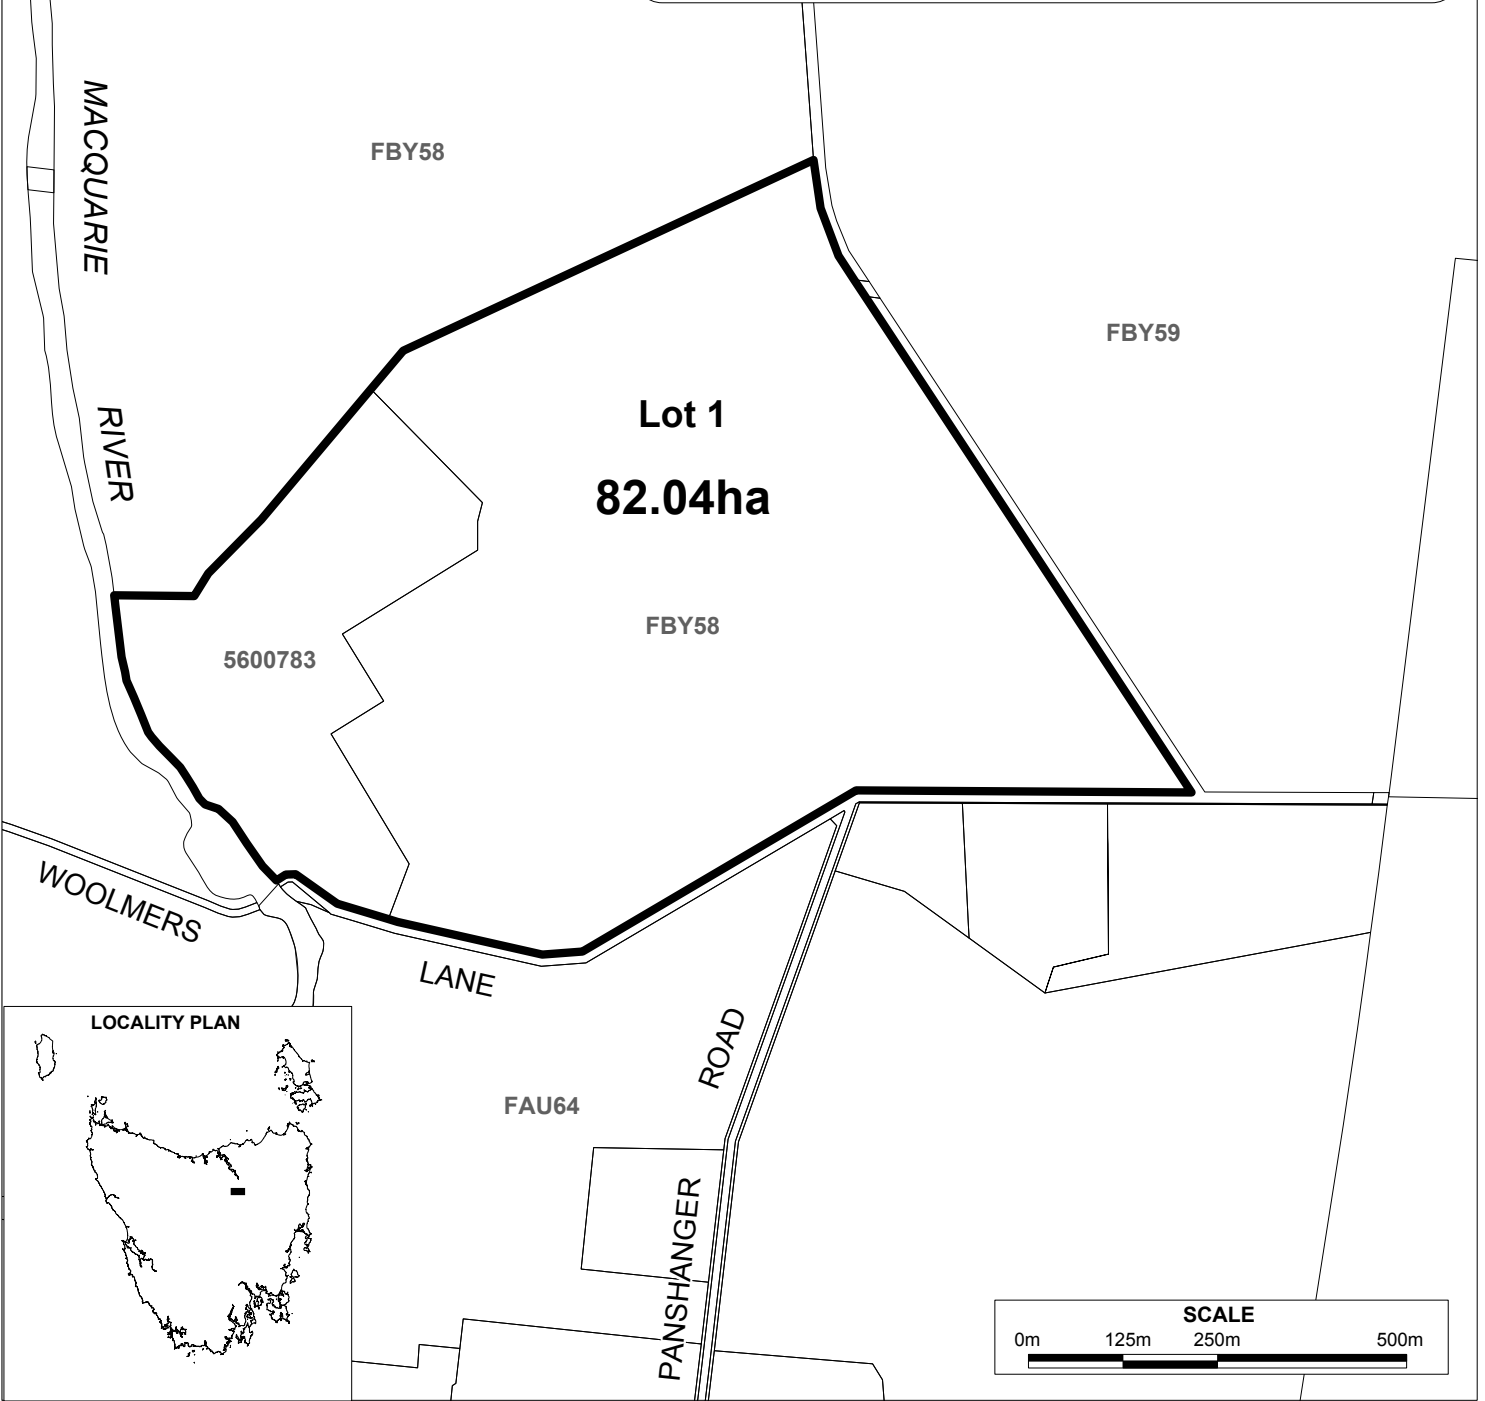 MACQUARIE
RIVER
FBY58
FBY59
Lot 1
82.04ha
FBY58
5600783
WOOLMERS
LANE
ROAD
PANSHANGER
FAU64
LOCALITY PLAN
SCALE
0m 125m 250m 500m